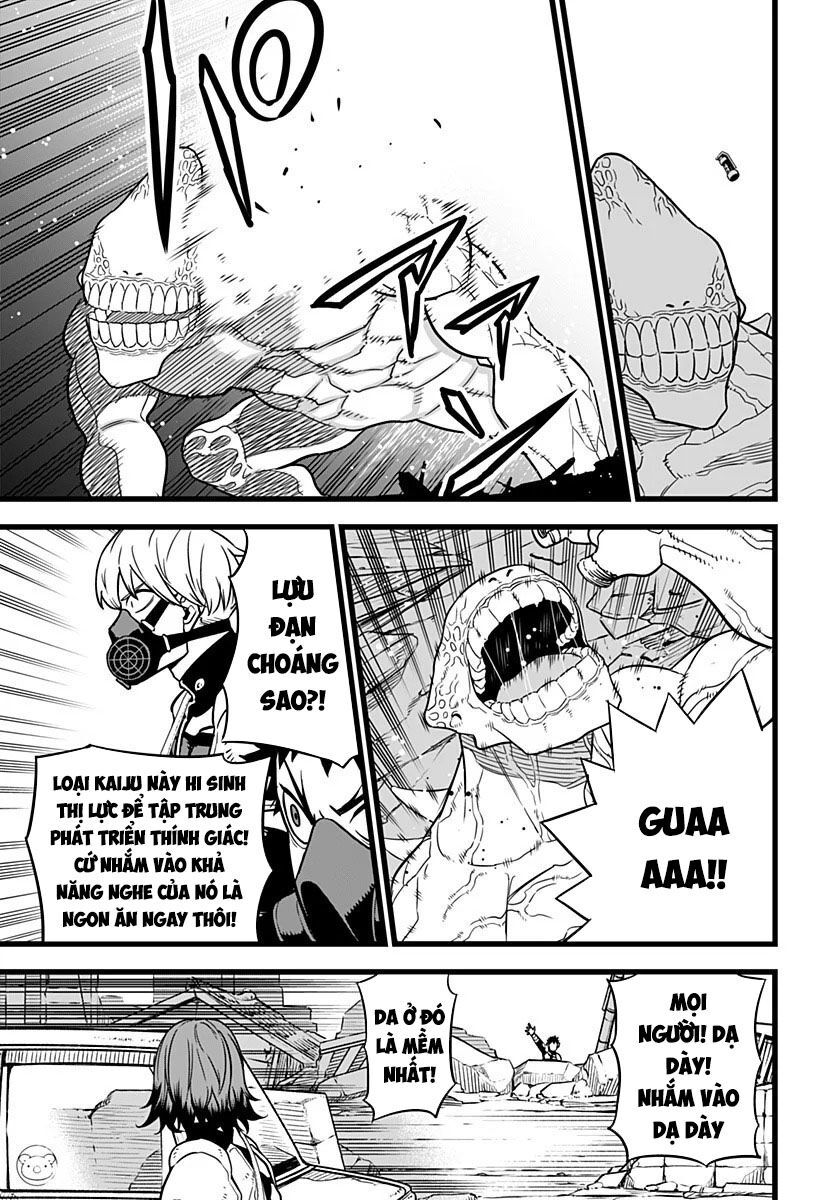 GUAA
AAA!!
LỰU
ĐẠN
CHOÁNG
SAO?!
LOẠI KAIJU NÀY HI SINH
THỊ LỰC ĐỂ TẬP TRUNG
PHÁT TRIỂN THÍNH GIÁC!
CỨ NHẮM VÀO KHẢ
NĂNG NGHE CỦA NÓ LÀ
NGON ĂN NGAY THÔI!
MỌI
NGƯỜI! DẠ
DÀY!
NHẮM VÀO
DẠ DÀY
DA Ở ĐÓ
LÀ MỀM
NHẤT!